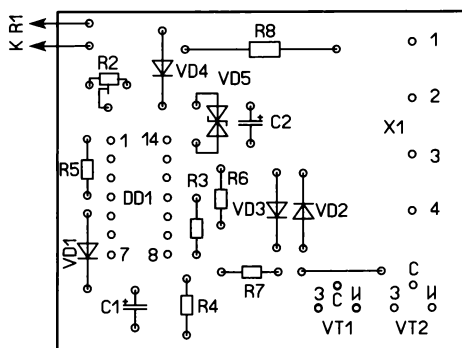 К R1
R8
1
R2
VD4
VD5
2
C2
X1
1 14
R5
3
R3 R6
DD1
VD3 VD2
4
VD1
7 8
R7
C
C1
R4
З С И
З И
VT1 VT2